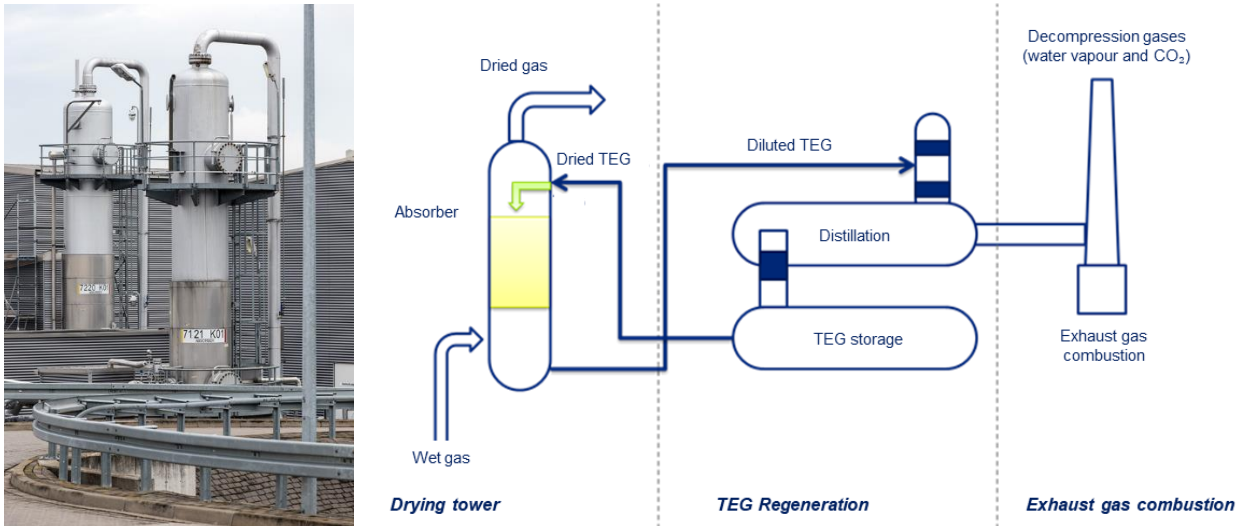 7220 K01
7121 K01
Decompression gases
(water vapour and CO₂)
Dried gas
Dried TEG
Diluted TEG
Absorber
Distillation
TEG storage
Exhaust gas
combustion
Wet gas
Drying tower
TEG Regeneration
Exhaust gas combustion